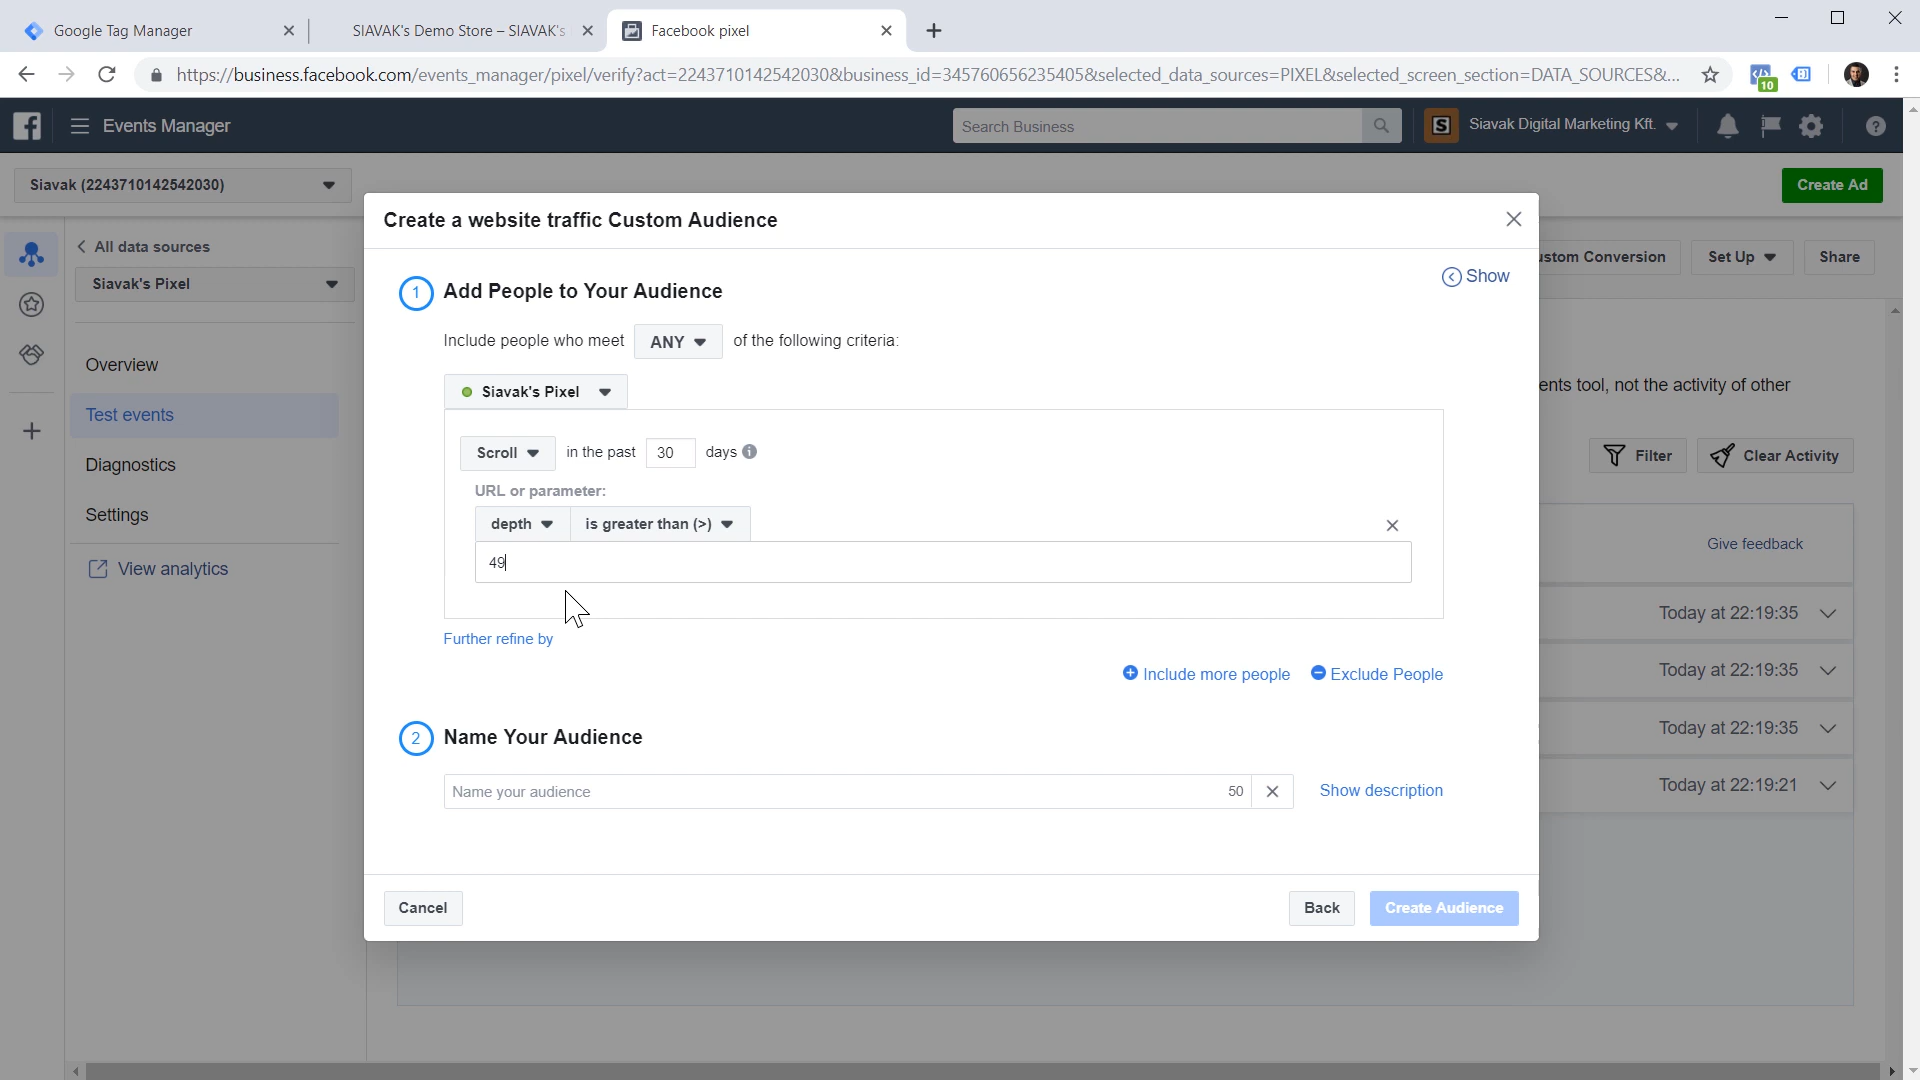 Google Tag Manager
SIAVAK's Demo Store – SIAVAK's
Facebook pixel
https://business.facebook.com/events_manager/pixel/verify?act=2243710142542030&business_id=345760656235405&selected_data_sources=PIXEL&selected_screen_section=DATA_SOURCES&...
10
Events Manager
Search Business
S
Siavak Digital Marketing Kft.
Siavak (2243710142542030)
Create Ad
Create a website traffic Custom Audience
All data sources
ustom Conversion
Set Up
Share
Siavak's Pixel
1
Add People to Your Audience
Show
Include people who meet
ANY
of the following criteria:
Overview
Siavak's Pixel
ents tool, not the activity of other
Test events
Scroll
in the past
30
days
Filter
Clear Activity
Diagnostics
URL or parameter:
Settings
depth
is greater than (>)
Give feedback
View analytics
49
Today at 22:19:35
Further refine by
Include more people
Exclude People
Today at 22:19:35
2
Name Your Audience
Today at 22:19:35
Name your audience
50
Show description
Today at 22:19:21
Cancel
Back
Create Audience